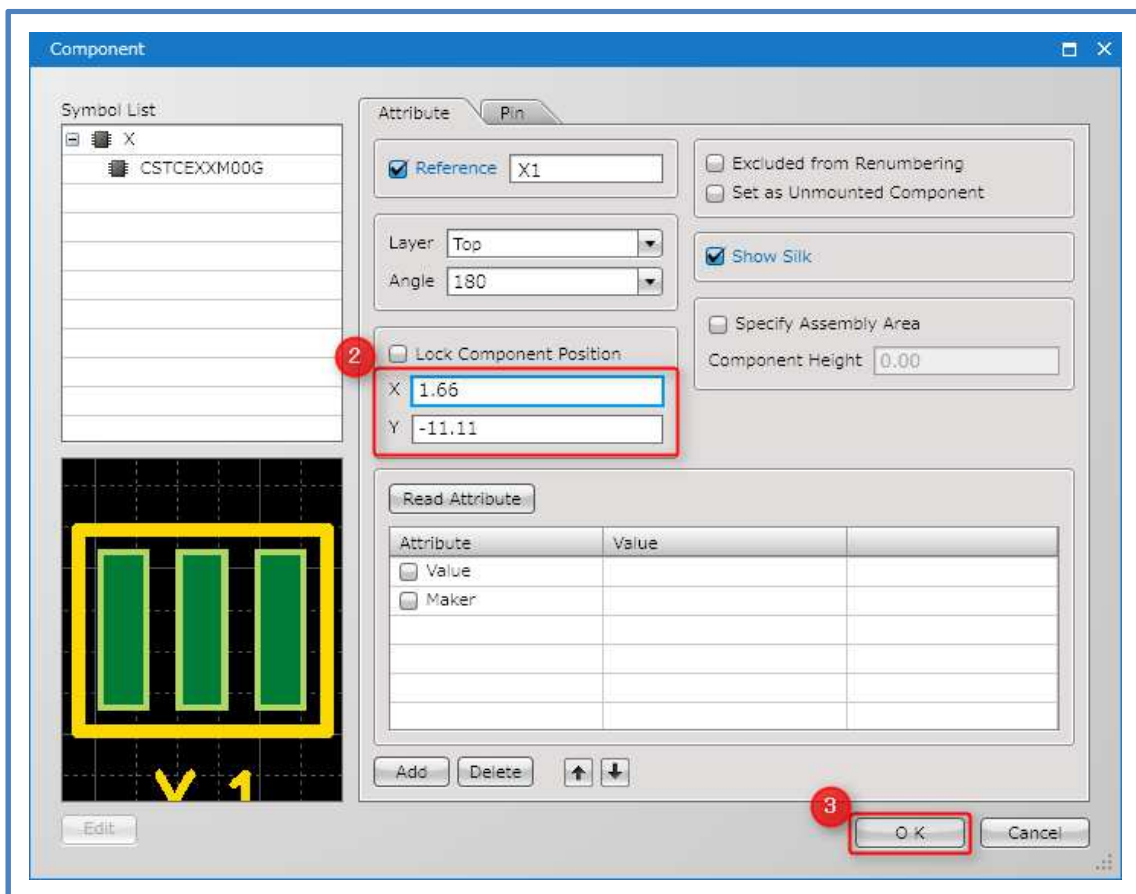 Component
Symbol List
X
CSTCEXXM00G
Attribute
Pin
Reference X1
Excluded from Renumbering
Set as Unmounted Component
Layer Top
Angle 180
Show Silk
2
Lock Component Position
X 1.66
Y -11.11
Specify Assembly Area
Component Height 0.00
Read Attribute
Attribute Value
Value
Maker
Add Delete
3
Edit
O K Cancel